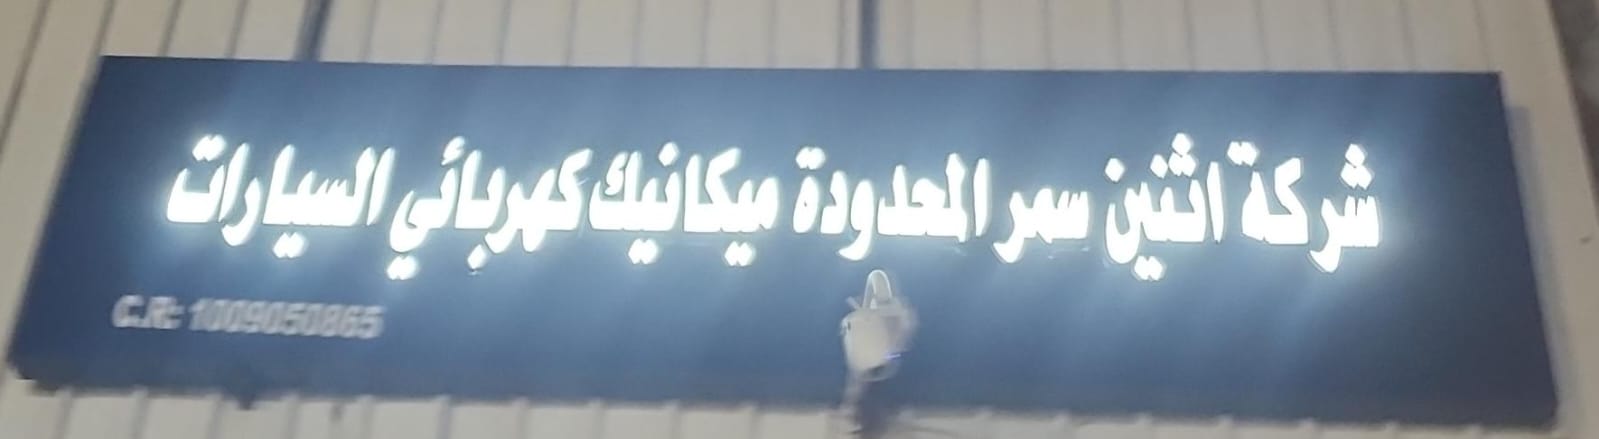 شركة اثنين سمر المحدودة ميكانيك كهربائي السيارات
C.R: 1009050865